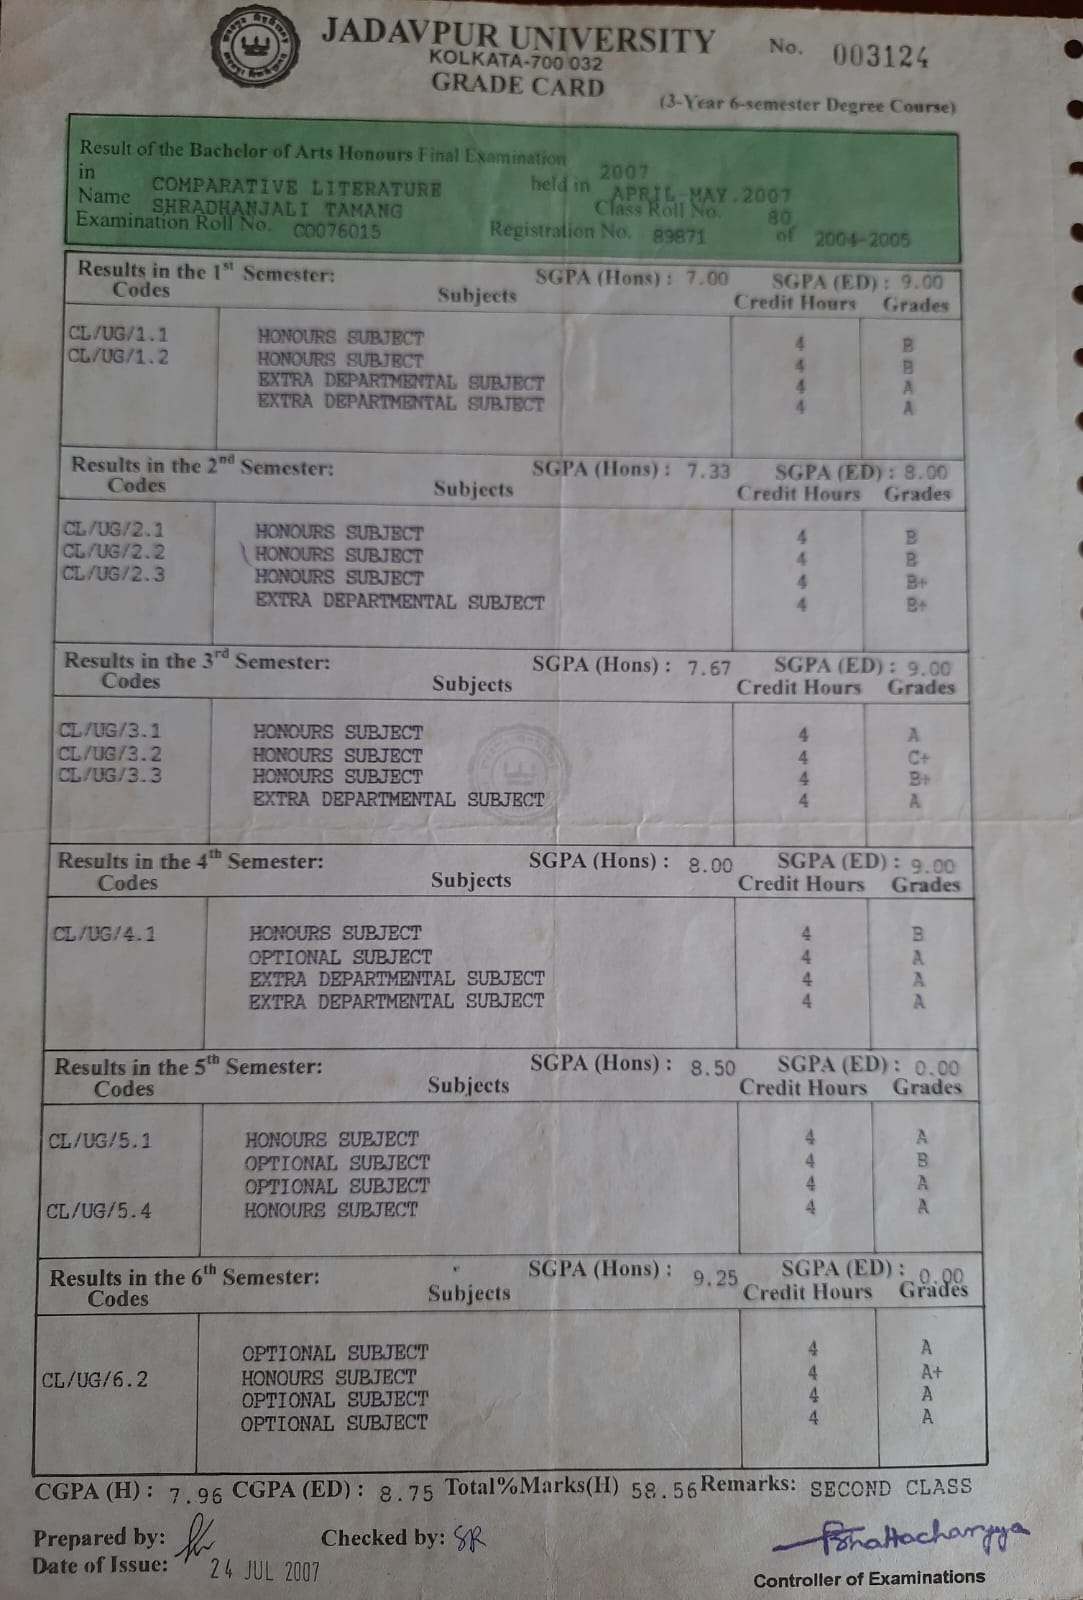 JADAVPUR UNIVERSITY
No. 003124
KOLKATA-700 032
GRADE CARD
(3-Year 6-semester Degree Course)
Result of the Bachelor of Arts Honours Final Examination 2007
in COMPARATIVE LITERATURE held in APRIL-MAY.2007
Name SHRADHANJALI TAMANG Class Roll No. 80
Examination Roll No. CO076015 Registration No. 89871 of 2004-2005
Results in the 1st Semester: SGPA (Hons) : 7.00 SGPA (ED) : 9.00
Codes Subjects Credit Hours Grades
CL/UG/1.1 HONOURS SUBJECT 4 B
CL/UG/1.2 HONOURS SUBJECT 4 B
EXTRA DEPARTMENTAL SUBJECT 4 A
EXTRA DEPARTMENTAL SUBJECT 4 A
Results in the 2nd Semester: SGPA (Hons) : 7.33 SGPA (ED) : 8.00
Codes Subjects Credit Hours Grades
CL/UG/2.1 HONOURS SUBJECT 4 B
CL/UG/2.2 HONOURS SUBJECT 4 B
CL/UG/2.3 HONOURS SUBJECT 4 B+
EXTRA DEPARTMENTAL SUBJECT 4 B+
Results in the 3rd Semester: SGPA (Hons) : 7.67 SGPA (ED) : 9.00
Codes Subjects Credit Hours Grades
CL/UG/3.1 HONOURS SUBJECT 4 A
CL/UG/3.2 HONOURS SUBJECT 4 C+
CL/UG/3.3 HONOURS SUBJECT 4 B+
EXTRA DEPARTMENTAL SUBJECT 4 A
Results in the 4th Semester: SGPA (Hons) : 8.00 SGPA (ED) : 9.00
Codes Subjects Credit Hours Grades
CL/UG/4.1 HONOURS SUBJECT 4 B
OPTIONAL SUBJECT 4 A
EXTRA DEPARTMENTAL SUBJECT 4 A
EXTRA DEPARTMENTAL SUBJECT 4 A
Results in the 5th Semester: SGPA (Hons) : 8.50 SGPA (ED) : 0.00
Codes Subjects Credit Hours Grades
CL/UG/5.1 HONOURS SUBJECT 4 A
OPTIONAL SUBJECT 4 B
OPTIONAL SUBJECT 4 A
CL/UG/5.4 HONOURS SUBJECT 4 A
Results in the 6th Semester: SGPA (Hons) : 9.25 SGPA (ED) : 0.00
Codes Subjects Credit Hours Grades
OPTIONAL SUBJECT 4 A
CL/UG/6.2 HONOURS SUBJECT 4 A+
OPTIONAL SUBJECT 4 A
OPTIONAL SUBJECT 4 A
CGPA (H) : 7.96 CGPA (ED) : 8.75 Total%Marks(H) 58.56 Remarks: SECOND CLASS
Prepared by: Checked by: SR Bhattacharyya
Date of Issue: 24 JUL 2007
Controller of Examinations